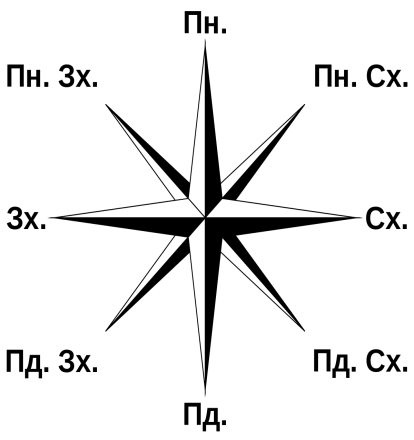 Пн.
Пн. Зх.
Пн. Сх.
Зх.
Сх.
Пд. Зх.
Пд. Сх.
Пд.